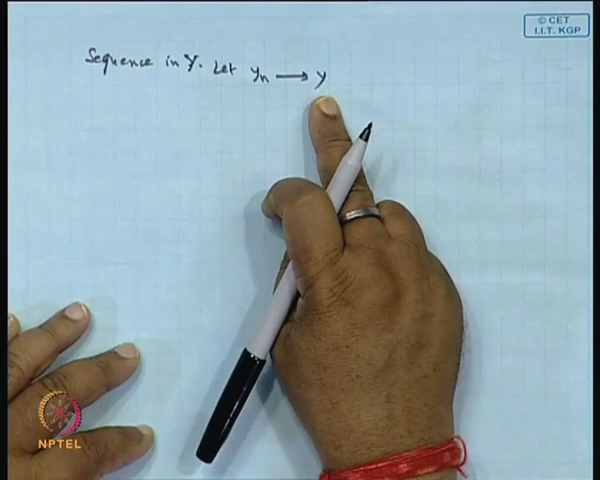 © CET
I.I.T. KGP
Sequence in Y. Let yn ⟶ y
NPTEL